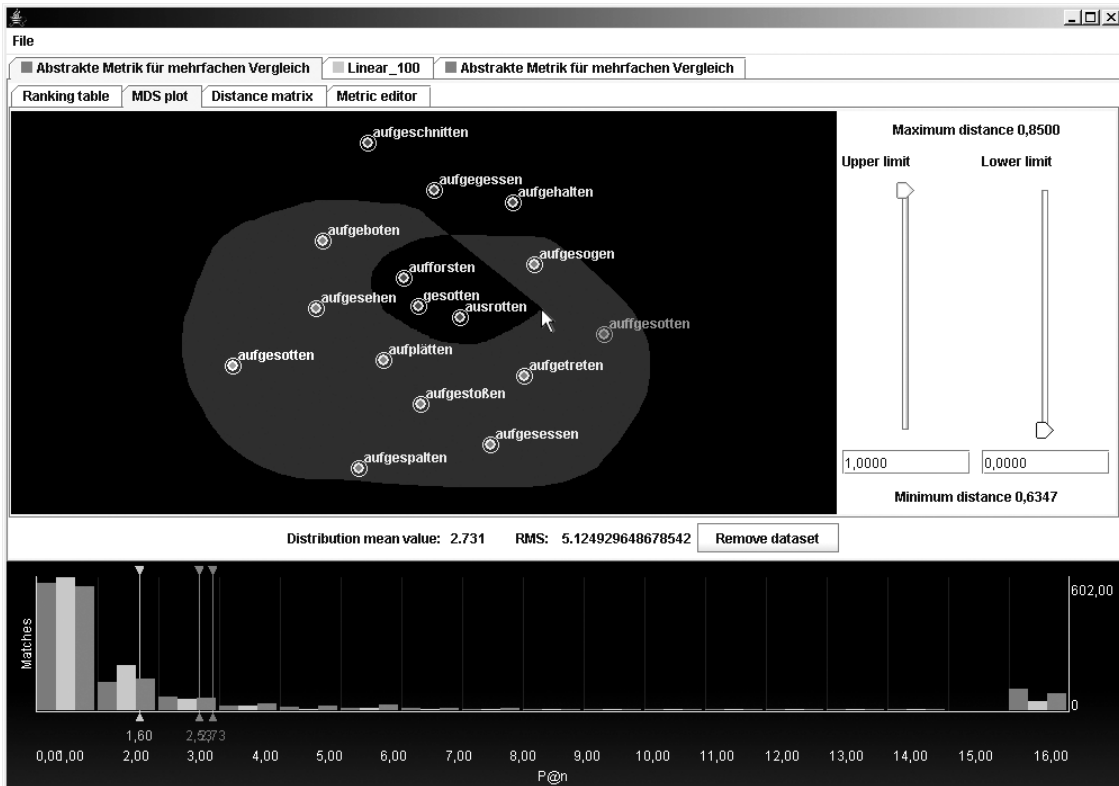 File
Abstrakte Metrik für mehrfachen Vergleich Linear_100 Abstrakte Metrik für mehrfachen Vergleich
Ranking table MDS plot Distance matrix Metric editor
aufgeschnitten
aufgegessen
aufgehalten
aufgeboten
aufgesogen
aufforsten
aufgesehen
gesotten
ausrotten
auffgesotten
aufgesotten
aufplätten
aufgetreten
aufgestoßen
aufgesessen
aufgespalten
Maximum distance 0,8500
Upper limit Lower limit
1,0000 0,0000
Minimum distance 0,6347
Distribution mean value: 2.731 RMS: 5.124929648678542 Remove dataset
602,00
Matches
0
1,60
2,00 3,00 4,00 5,00 6,00 7,00 8,00 9,00 10,00 11,00 12,00 13,00 14,00 15,00 16,00
P@n